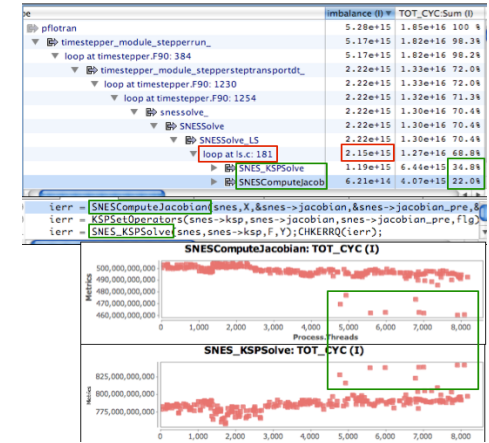 imbalance (I) TOT_CYC:Sum (I)
pflotran 5.28e+15 1.85e+16 100 %
timestepper_module_stepperrun_ 5.17e+15 1.82e+16 98.3%
loop at timestepper.F90: 384 5.17e+15 1.82e+16 98.2%
timestepper_module_steppersteptransportdt_ 2.22e+15 1.33e+16 72.0%
loop at timestepper.F90: 1230 2.22e+15 1.33e+16 72.0%
loop at timestepper.F90: 1254 2.22e+15 1.32e+16 71.3%
snessolve_ 2.22e+15 1.30e+16 70.4%
SNESSolve 2.22e+15 1.30e+16 70.4%
SNESSolve_LS 2.22e+15 1.30e+16 70.4%
loop at ls.c: 181 2.15e+15 1.27e+16 68.8%
SNES_KSPSolve 1.19e+15 6.44e+15 34.8%
SNESComputeJacob 6.21e+14 4.07e+15 22.0%
ierr = SNESComputeJacobian(snes,X,&snes->jacobian,&snes->jacobian_pre,&
ierr = KSPSetOperators(snes->ksp,snes->jacobian,snes->jacobian_pre,flg)
ierr = SNES_KSPSolve(snes,snes->ksp,F,Y);CHKERRQ(ierr);
SNESComputeJacobian: TOT_CYC (I)
Metrics
500,000,000,000
490,000,000,000
480,000,000,000
470,000,000,000
460,000,000,000
0 1,000 2,000 3,000 4,000 5,000 6,000 7,000 8,000
Process.Threads
SNES_KSPSolve: TOT_CYC (I)
Metrics
825,000,000,000
800,000,000,000
775,000,000,000
0 1,000 2,000 3,000 4,000 5,000 6,000 7,000 8,000